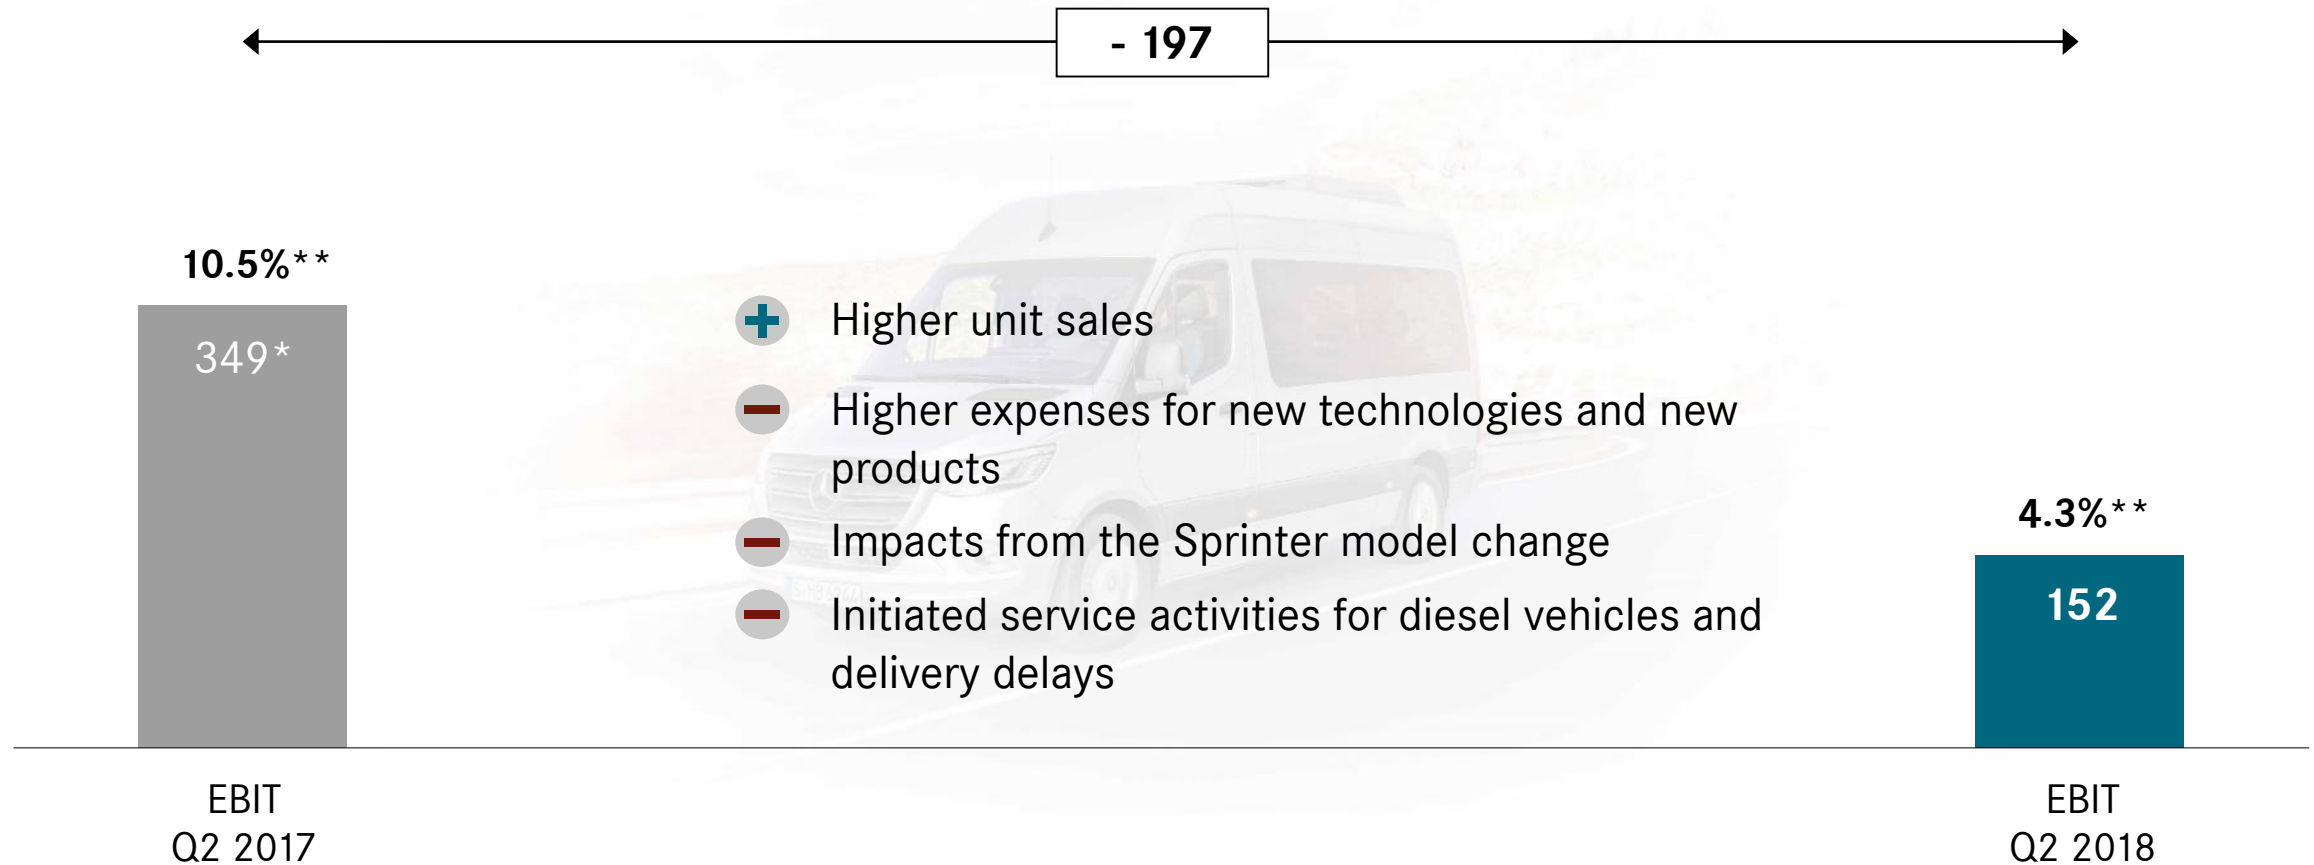 - 197
10.5%**
349*
Higher unit sales
Higher expenses for new technologies and new
products
Impacts from the Sprinter model change
Initiated service activities for diesel vehicles and
delivery delays
4.3%**
152
EBIT
Q2 2017
EBIT
Q2 2018